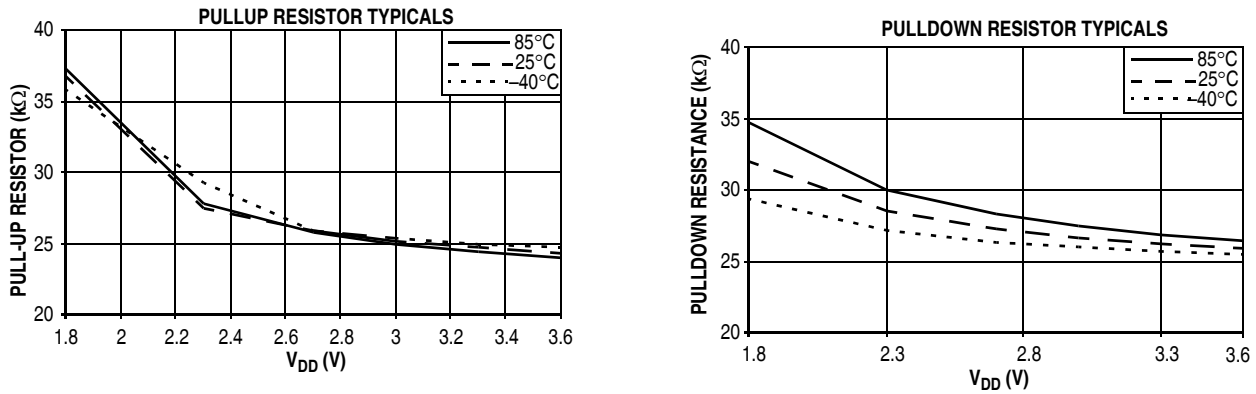 PULLUP RESISTOR TYPICALS
PULL-UP RESISTOR (kΩ)
40
35
30
25
20
85°C
25°C
–40°C
1.8 2 2.2 2.4 2.6 2.8 3 3.2 3.4 3.6
VDD (V)
PULLDOWN RESISTOR TYPICALS
PULLDOWN RESISTANCE (kΩ)
40
35
30
25
20
85°C
25°C
–40°C
1.8 2.3 2.8 3.3 3.6
VDD (V)